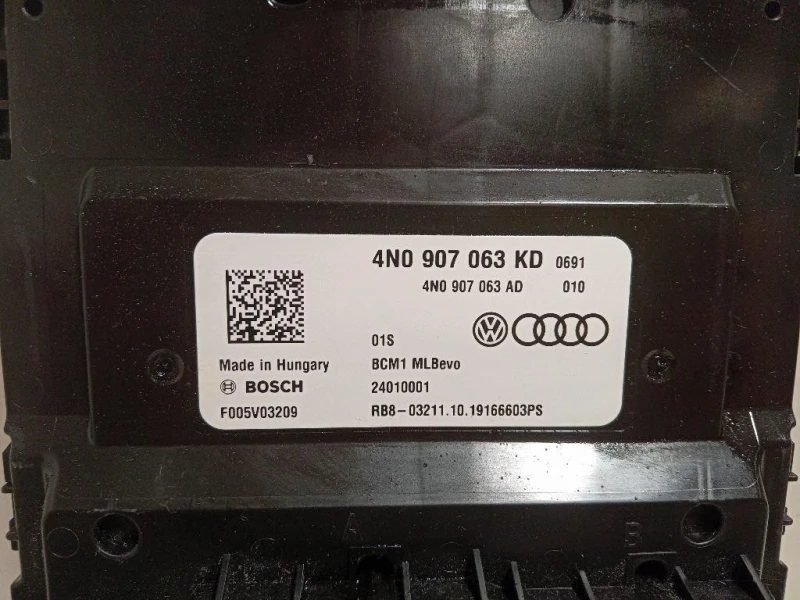 4N0 907 063 KD 0691
4N0 907 063 AD 010
01S
Made in Hungary
BCM1 MLBevo
BOSCH
24010001
F005V03209
RB8-03211.10.19166603PS
A
B